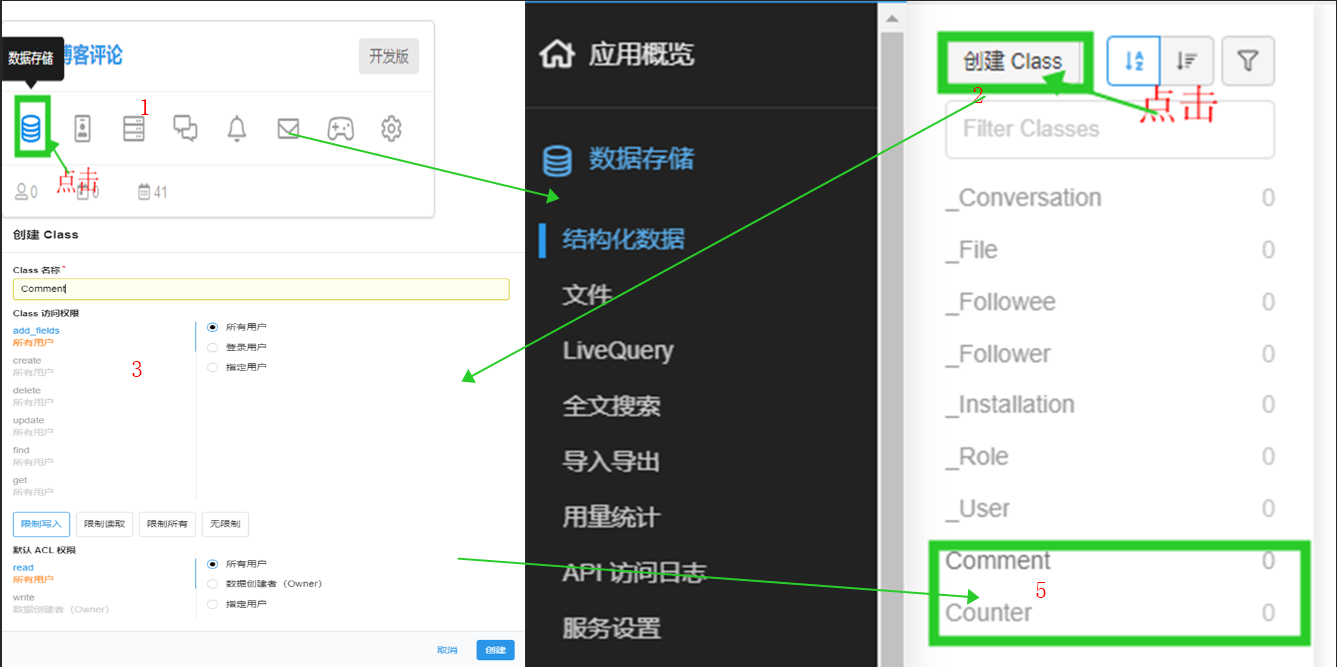 数据存储
博客评论
开发版
1
点击
0
0
41
创建 Class
Class 名称*
Comment
Class 访问权限
add_fields
所有用户
create
所有用户
delete
所有用户
update
所有用户
find
所有用户
get
所有用户
所有用户
登录用户
指定用户
3
限制写入
限制读取
限制所有
无限制
默认 ACL 权限
read
所有用户
write
数据创建者（Owner）
所有用户
数据创建者（Owner）
指定用户
取消
创建
应用概览
数据存储
结构化数据
文件
LiveQuery
全文搜索
导入导出
用量统计
API 访问日志
服务设置
创建 Class
2
点击
Filter Classes
_Conversation 0
_File 0
_Followee 0
_Follower 0
_Installation 0
_Role 0
_User 0
Comment 0
5
Counter 0